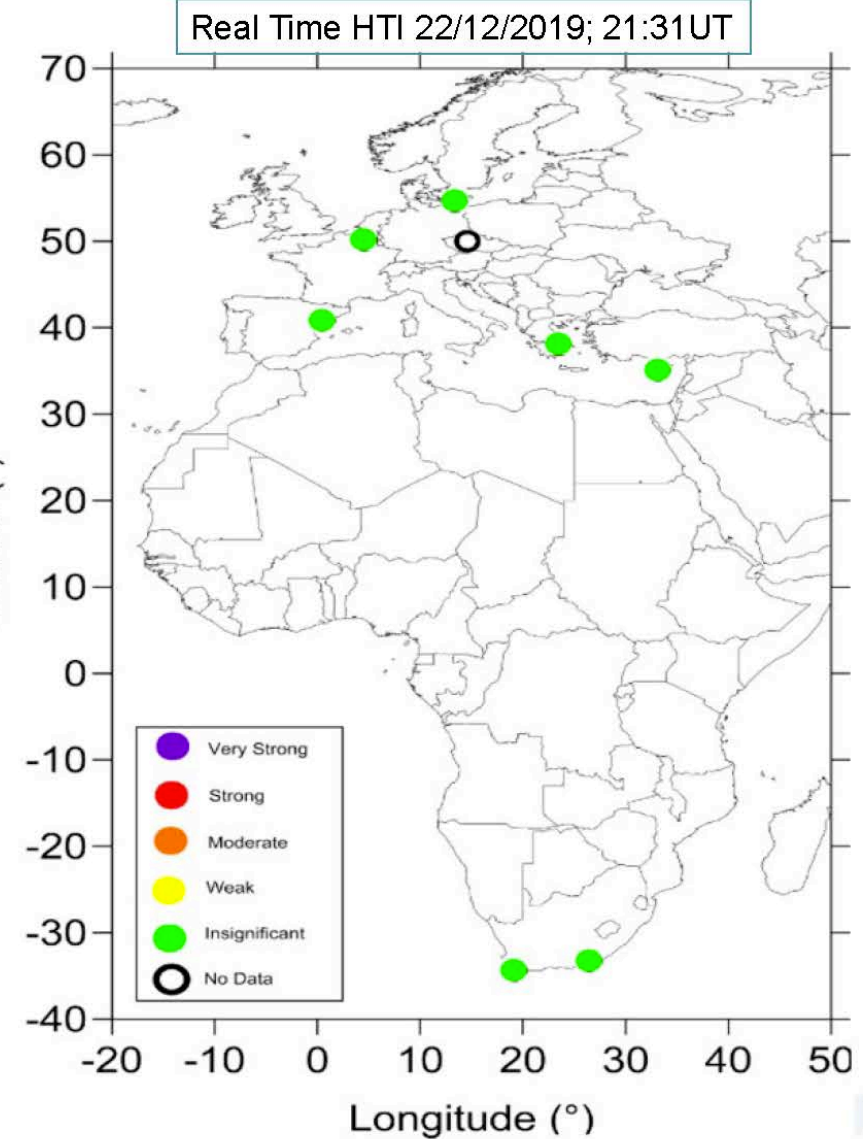 Real Time HTI 22/12/2019; 21:31UT
70
60
50
40
30
20
10
0
-10
-20
-30
-40
Very Strong
Strong
Moderate
Weak
Insignificant
No Data
-20 -10 0 10 20 30 40 50
Longitude (°)